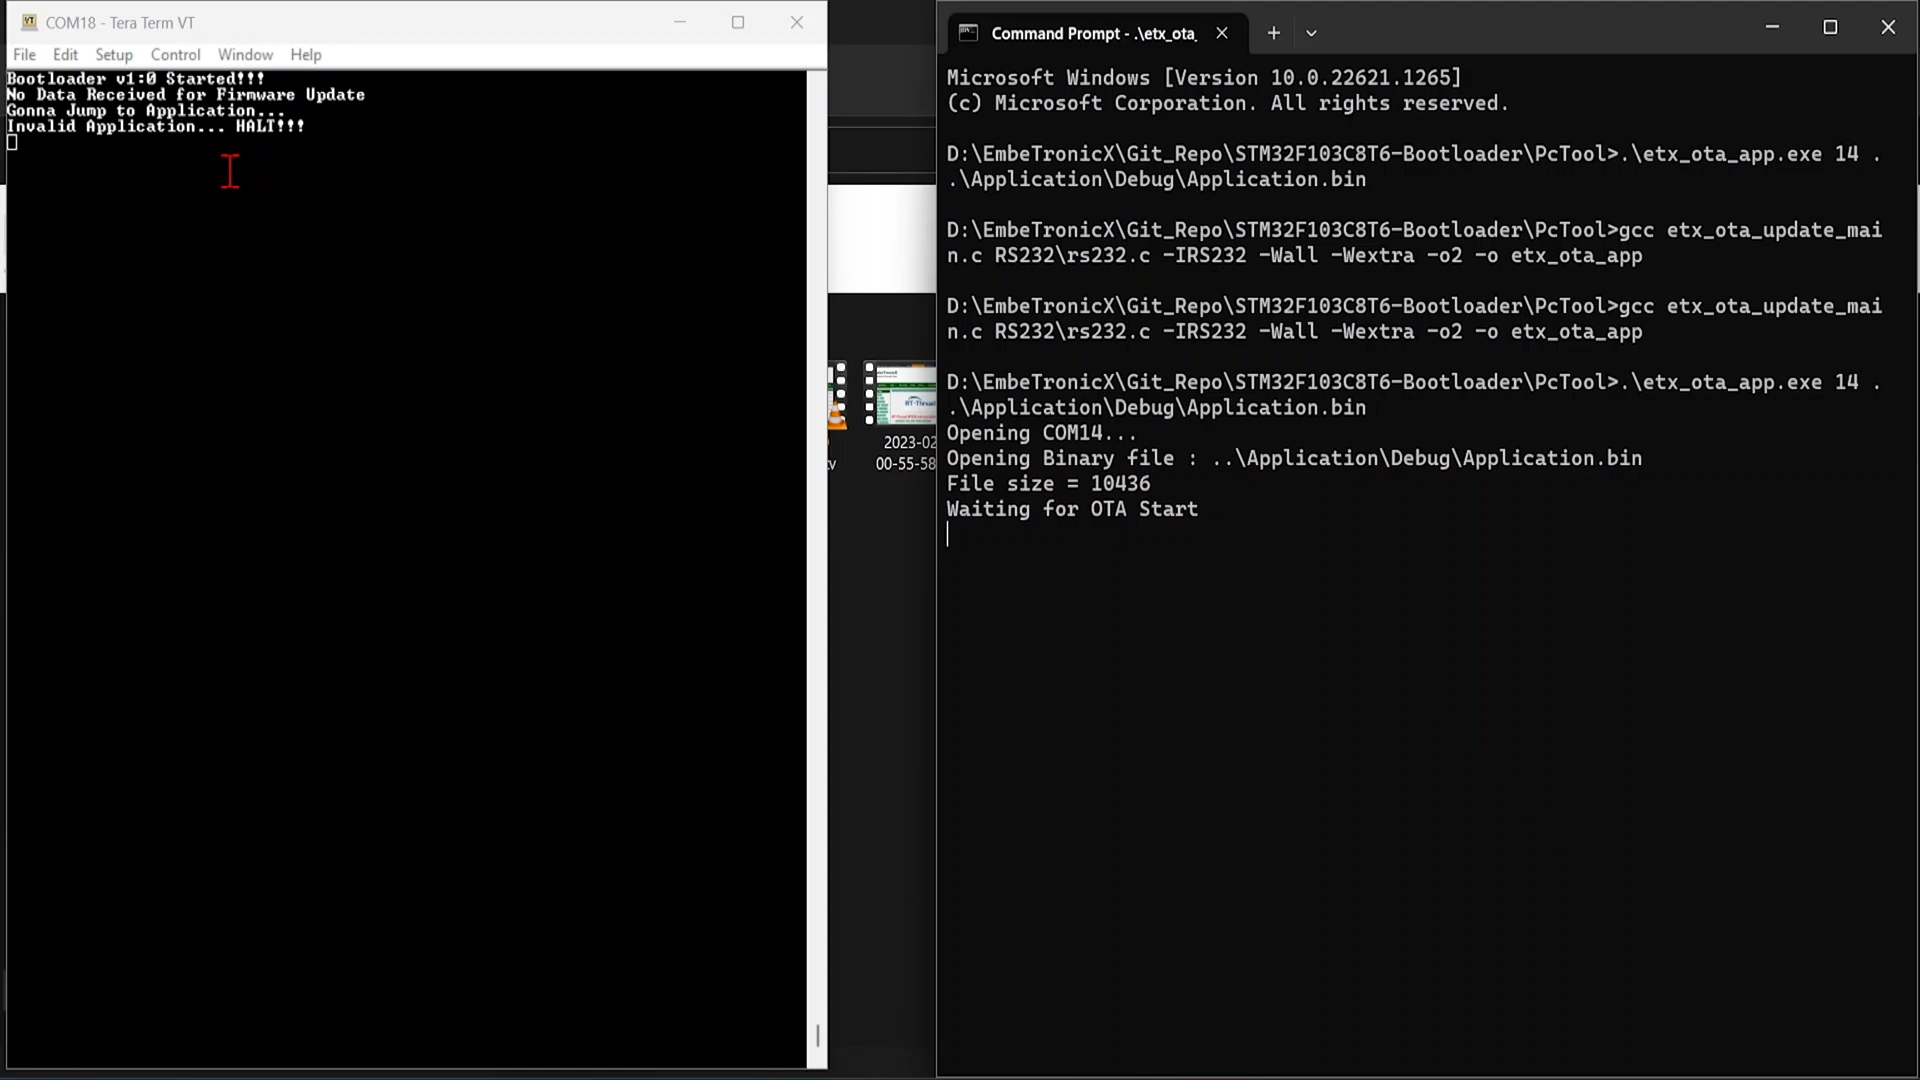 COM18 - Tera Term VT
File Edit Setup Control Window Help
Bootloader v1:0 Started!!!
No Data Received for Firmware Update
Gonna Jump to Application...
Invalid Application... HALT!!!
2023-02
00-55-58
Command Prompt - .\etx_ota_
Microsoft Windows [Version 10.0.22621.1265]
(c) Microsoft Corporation. All rights reserved.
D:\EmbeTronicX\Git_Repo\STM32F103C8T6-Bootloader\PcTool>.\etx_ota_app.exe 14 .
.\Application\Debug\Application.bin
D:\EmbeTronicX\Git_Repo\STM32F103C8T6-Bootloader\PcTool>gcc etx_ota_update_mai
n.c RS232\rs232.c -IRS232 -Wall -Wextra -o2 -o etx_ota_app
D:\EmbeTronicX\Git_Repo\STM32F103C8T6-Bootloader\PcTool>gcc etx_ota_update_mai
n.c RS232\rs232.c -IRS232 -Wall -Wextra -o2 -o etx_ota_app
D:\EmbeTronicX\Git_Repo\STM32F103C8T6-Bootloader\PcTool>.\etx_ota_app.exe 14 .
.\Application\Debug\Application.bin
Opening COM14...
Opening Binary file : ..\Application\Debug\Application.bin
File size = 10436
Waiting for OTA Start